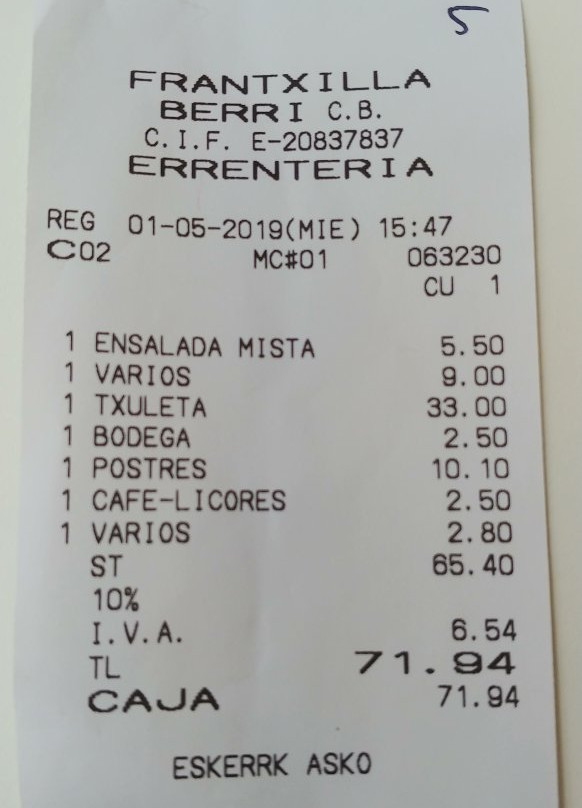 5
FRANTXILLA
BERRI C.B.
C.I.F. E-20837837
ERRENTERIA
REG 01-05-2019(MIE) 15:47
C02 MC#01 063230
CU 1
1 ENSALADA MISTA 5.50
1 VARIOS 9.00
1 TXULETA 33.00
1 BODEGA 2.50
1 POSTRES 10.10
1 CAFE-LICORES 2.50
1 VARIOS 2.80
ST 65.40
10%
I.V.A. 6.54
TL 71.94
CAJA 71.94
ESKERRK ASKO